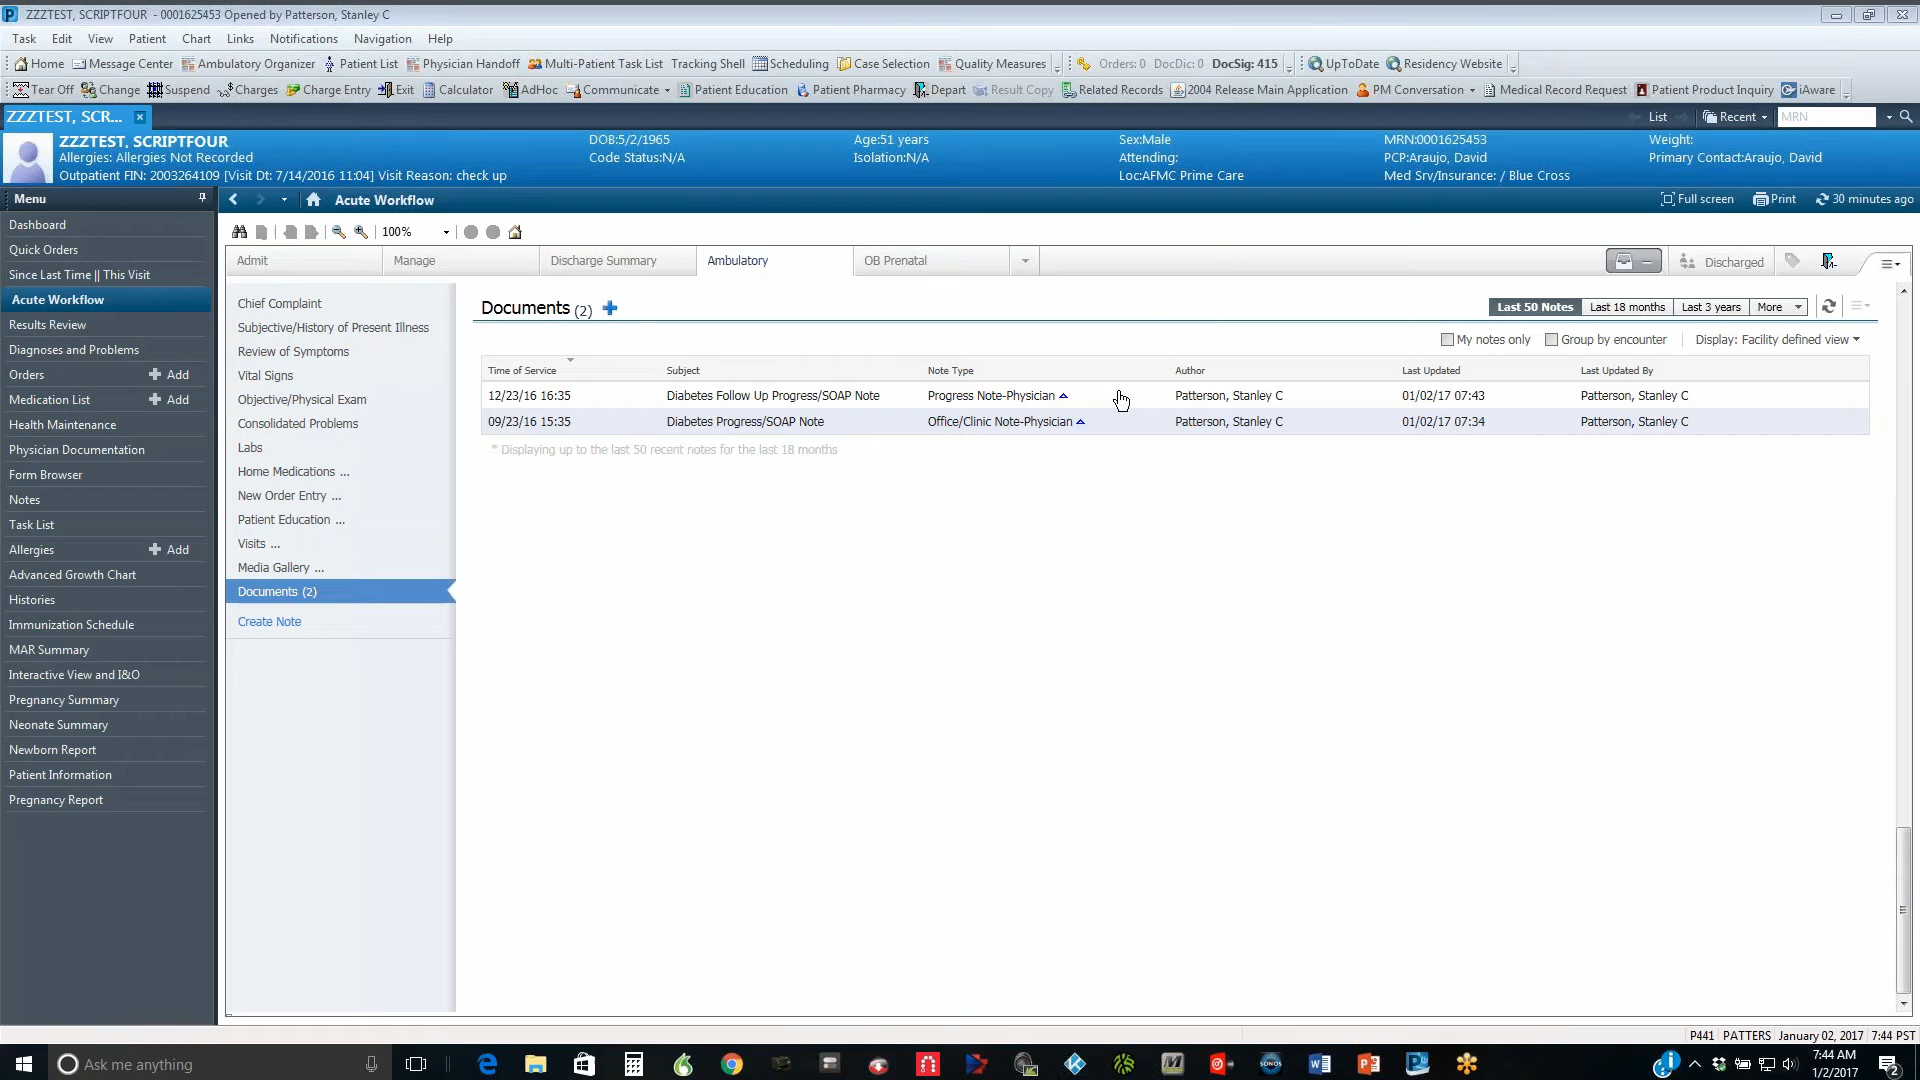 ZZZTEST, SCRIPTFOUR - 0001625453 Opened by Patterson, Stanley C
Task Edit View Patient Chart Links Notifications Navigation Help
Home Message Center Ambulatory Organizer Patient List Physician Handoff Multi-Patient Task List Tracking Shell Scheduling Case Selection Quality Measures Orders: 0 DocDic: 0 DocSig: 415 UpToDate Residency Website
Tear Off Change Suspend Charges Charge Entry Exit Calculator AdHoc Communicate Patient Education Patient Pharmacy Depart Result Copy Related Records 2004 Release Main Application PM Conversation Medical Record Request Patient Product Inquiry iAware
ZZZTEST, SCR... List Recent MRN
ZZZTEST, SCRIPTFOUR DOB:5/2/1965 Age:51 years Sex:Male MRN:0001625453 Weight:
Allergies: Allergies Not Recorded Code Status:N/A Isolation:N/A Attending: PCP:Araujo, David Primary Contact:Araujo, David
Outpatient FIN: 2003264109 [Visit Dt: 7/14/2016 11:04] Visit Reason: check up Loc:AFMC Prime Care Med Srv/Insurance: / Blue Cross
Menu
Dashboard
Quick Orders
Since Last Time || This Visit
Acute Workflow
Results Review
Diagnoses and Problems
Orders Add
Medication List Add
Health Maintenance
Physician Documentation
Form Browser
Notes
Task List
Allergies Add
Advanced Growth Chart
Histories
Immunization Schedule
MAR Summary
Interactive View and I&O
Pregnancy Summary
Neonate Summary
Newborn Report
Patient Information
Pregnancy Report
Acute Workflow Full screen Print 30 minutes ago
100%
Admit Manage Discharge Summary Ambulatory OB Prenatal Discharged
Chief Complaint
Subjective/History of Present Illness
Review of Symptoms
Vital Signs
Objective/Physical Exam
Consolidated Problems
Labs
Home Medications ...
New Order Entry ...
Patient Education ...
Visits ...
Media Gallery ...
Documents (2)
Create Note
Documents (2) Last 50 Notes Last 18 months Last 3 years More
My notes only Group by encounter Display: Facility defined view
Time of Service Subject Note Type Author Last Updated Last Updated By
12/23/16 16:35 Diabetes Follow Up Progress/SOAP Note Progress Note-Physician Patterson, Stanley C 01/02/17 07:43 Patterson, Stanley C
09/23/16 15:35 Diabetes Progress/SOAP Note Office/Clinic Note-Physician Patterson, Stanley C 01/02/17 07:34 Patterson, Stanley C
* Displaying up to the last 50 recent notes for the last 18 months
P441 PATTERS January 02, 2017 7:44 PST
Ask me anything
SONOS
7:44 AM
1/2/2017
2